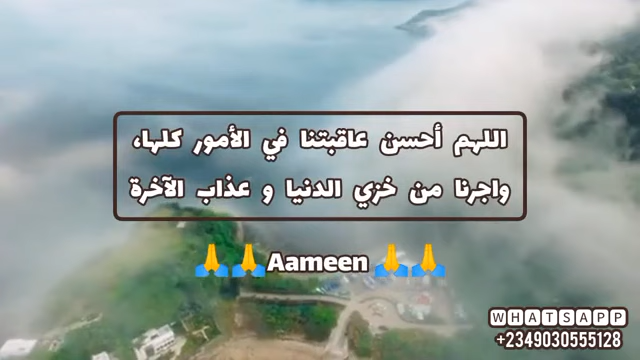 اللهم أحسن عاقبتنا في الأمور كلها،
واجرنا من خزي الدنيا و عذاب الآخرة
🙏🙏Aameen 🙏🙏
WHATSAPP
+2349030555128